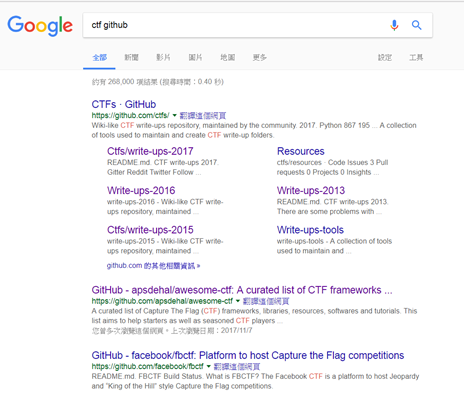 Google
ctf github
全部 新聞 影片 圖片 地圖 更多 設定 工具
約有 268,000 項結果 (搜尋時間：0.40 秒)
CTFs · GitHub
https://github.com/ctfs/ ▼ 翻譯這個網頁
Wiki-like CTF write-ups repository, maintained by the community. 2017. Python 867 195 ... A collection
of tools used to maintain and create CTF write-up folders.
Ctfs/write-ups-2017
README.md. CTF write-ups 2017.
Gitter Reddit Twitter Follow ...
Resources
ctfs/resources · Code Issues 3 Pull
requests 0 Projects 0 Insights ...
Write-ups-2016
write-ups-2016 - Wiki-like CTF write-
ups repository, maintained ...
Write-ups-2013
README.md. CTF write-ups 2013.
There are some problems with ...
Ctfs/write-ups-2015
write-ups-2015 - Wiki-like CTF write-
ups repository, maintained ...
Write-ups-tools
write-ups-tools - A collection of tools
used to maintain and ...
github.com 的其他相關資訊 »
GitHub - apsdehal/awesome-ctf: A curated list of CTF frameworks ...
https://github.com/apsdehal/awesome-ctf ▼ 翻譯這個網頁
A curated list of Capture The Flag (CTF) frameworks, libraries, resources, softwares and tutorials. This
list aims to help starters as well as seasoned CTF players ...
您曾多次瀏覽這個網頁。上次瀏覽日期：2017/11/7
GitHub - facebook/fbctf: Platform to host Capture the Flag competitions
https://github.com/facebook/fbctf ▼ 翻譯這個網頁
README.md. FBCTF Build Status. What is FBCTF? The Facebook CTF is a platform to host Jeopardy
and "King of the Hill" style Capture the Flag competitions.